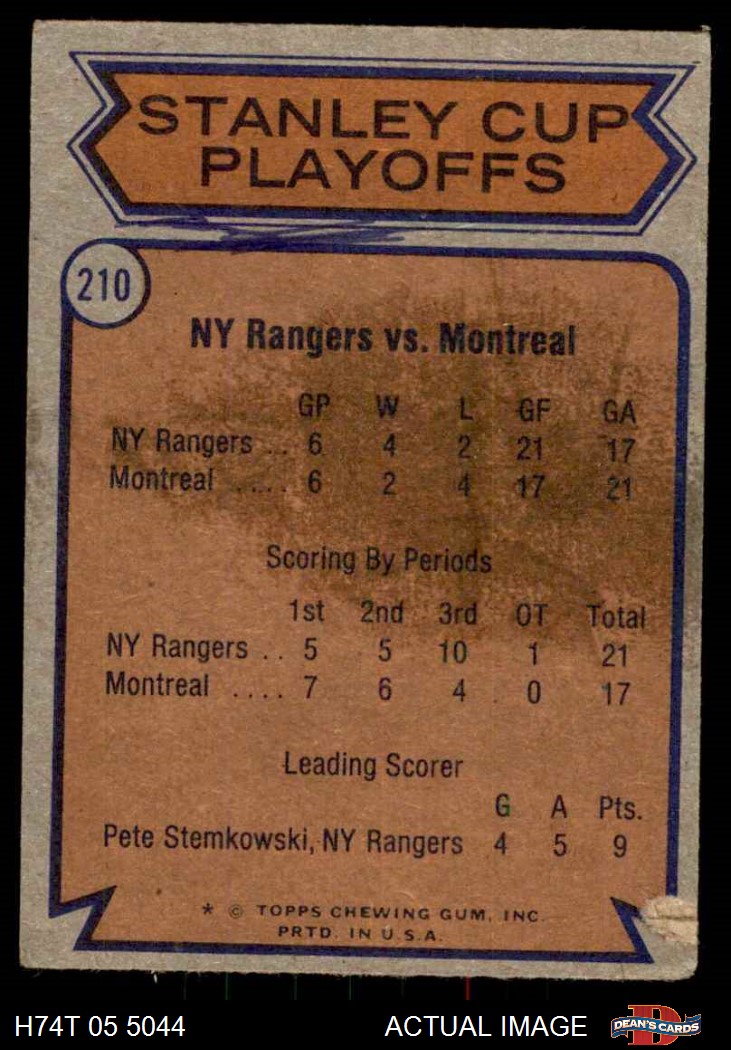 STANLEY CUP
PLAYOFFS
210
NY Rangers vs. Montreal
GP W L GF GA
NY Rangers .. 6 4 2 21 17
Montreal ..... 6 2 4 17 21
Scoring By Periods
1st 2nd 3rd OT Total
NY Rangers .. 5 5 10 1 21
Montreal .... 7 6 4 0 17
Leading Scorer
G A Pts.
Pete Stemkowski, NY Rangers 4 5 9
* © TOPPS CHEWING GUM, INC.
PRTD. IN U.S.A.
H74T 05 5044 ACTUAL IMAGE D DEAN'S CARDS